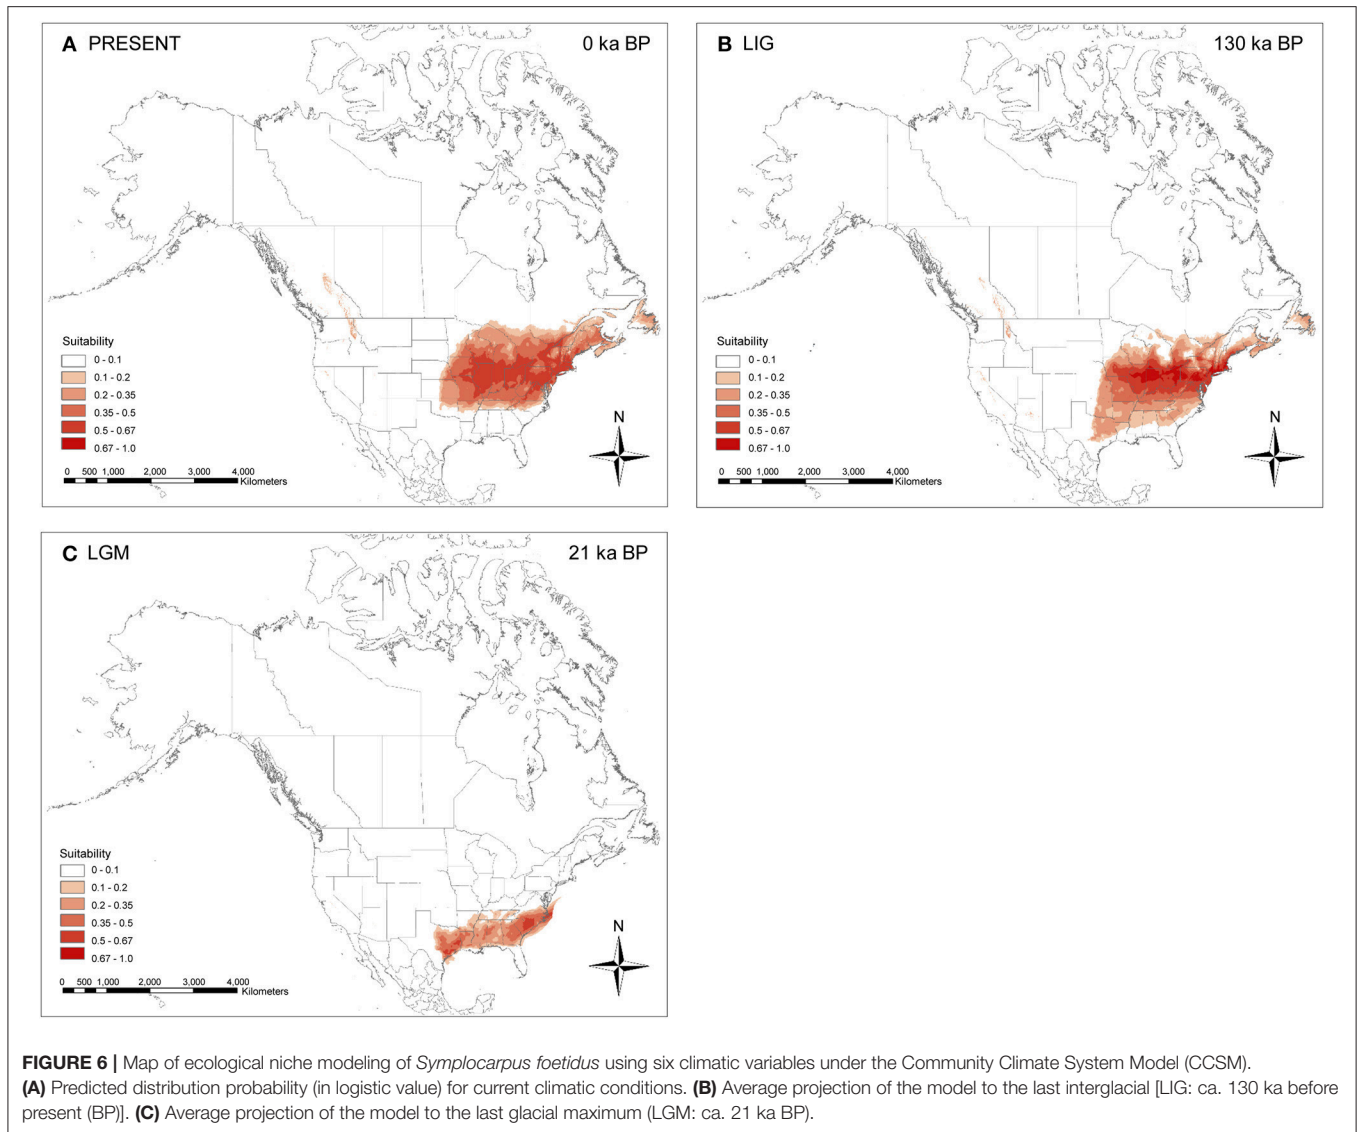 A PRESENT 0 ka BP
Suitability
0 - 0.1
0.1 - 0.2
0.2 - 0.35
0.35 - 0.5
0.5 - 0.67
0.67 - 1.0
0 500 1,000 2,000 3,000 4,000
Kilometers
N
B LIG 130 ka BP
Suitability
0 - 0.1
0.1 - 0.2
0.2 - 0.35
0.35 - 0.5
0.5 - 0.67
0.67 - 1.0
0 500 1,000 2,000 3,000 4,000
Kilometers
N
C LGM 21 ka BP
Suitability
0 - 0.1
0.1 - 0.2
0.2 - 0.35
0.35 - 0.5
0.5 - 0.67
0.67 - 1.0
0 500 1,000 2,000 3,000 4,000
Kilometers
N
FIGURE 6 | Map of ecological niche modeling of Symplocarpus foetidus using six climatic variables under the Community Climate System Model (CCSM).
(A) Predicted distribution probability (in logistic value) for current climatic conditions. (B) Average projection of the model to the last interglacial [LIG: ca. 130 ka before
present (BP)]. (C) Average projection of the model to the last glacial maximum (LGM: ca. 21 ka BP).